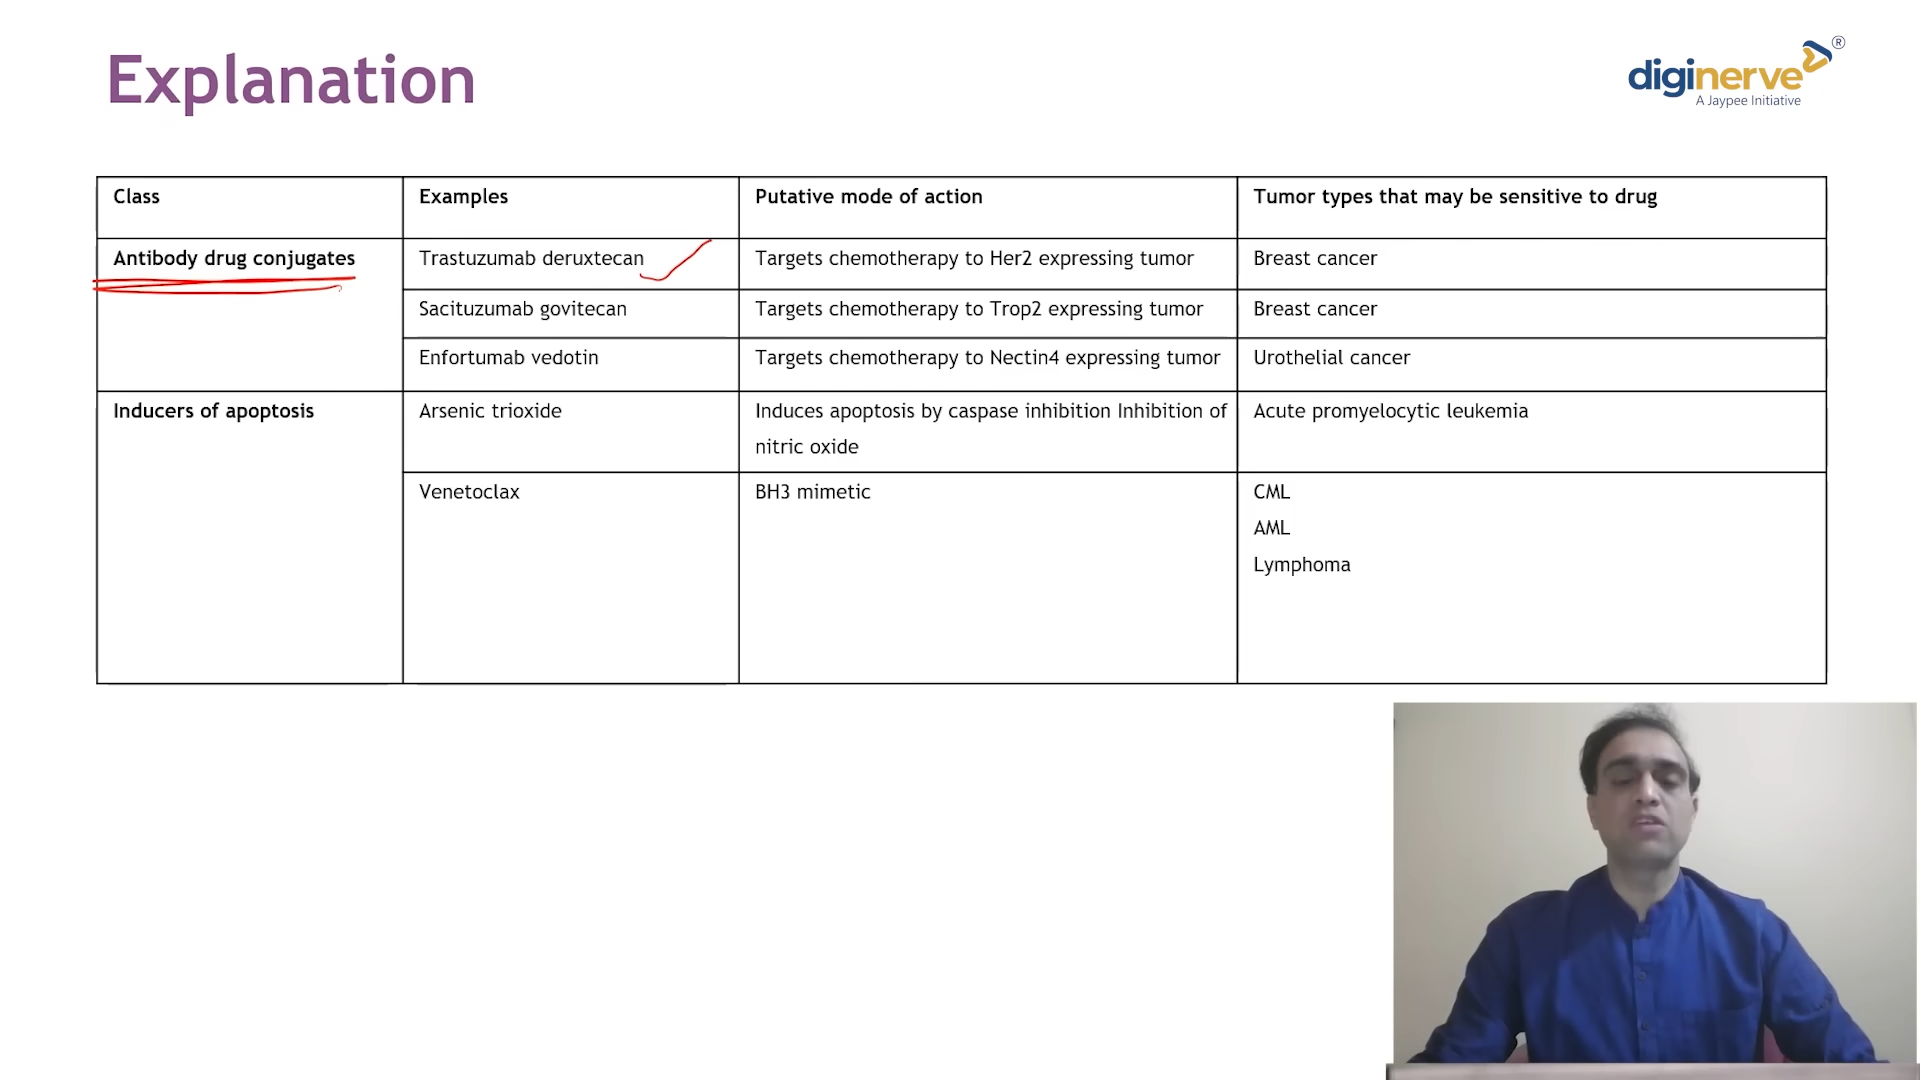 Explanation
diginerve®
A Jaypee Initiative
Class Examples Putative mode of action Tumor types that may be sensitive to drug
Antibody drug conjugates Trastuzumab deruxtecan Targets chemotherapy to Her2 expressing tumor Breast cancer
Sacituzumab govitecan Targets chemotherapy to Trop2 expressing tumor Breast cancer
Enfortumab vedotin Targets chemotherapy to Nectin4 expressing tumor Urothelial cancer
Inducers of apoptosis Arsenic trioxide Induces apoptosis by caspase inhibition Inhibition of Acute promyelocytic leukemia
nitric oxide
Venetoclax BH3 mimetic CML
AML
Lymphoma